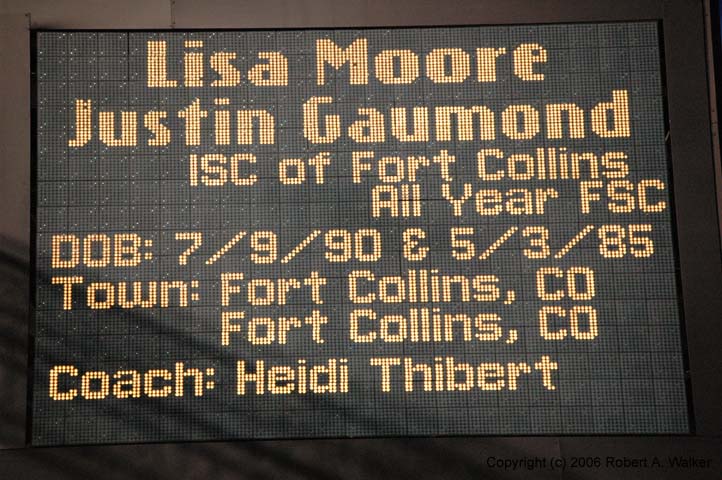 Lisa Moore
Justin Gaumond
ISC of Fort Collins
All Year FSC
DOB: 7/9/90 & 5/3/85
Town: Fort Collins, CO
Fort Collins, CO
Coach: Heidi Thibert
Copyright (c) 2006 Robert A. Walker